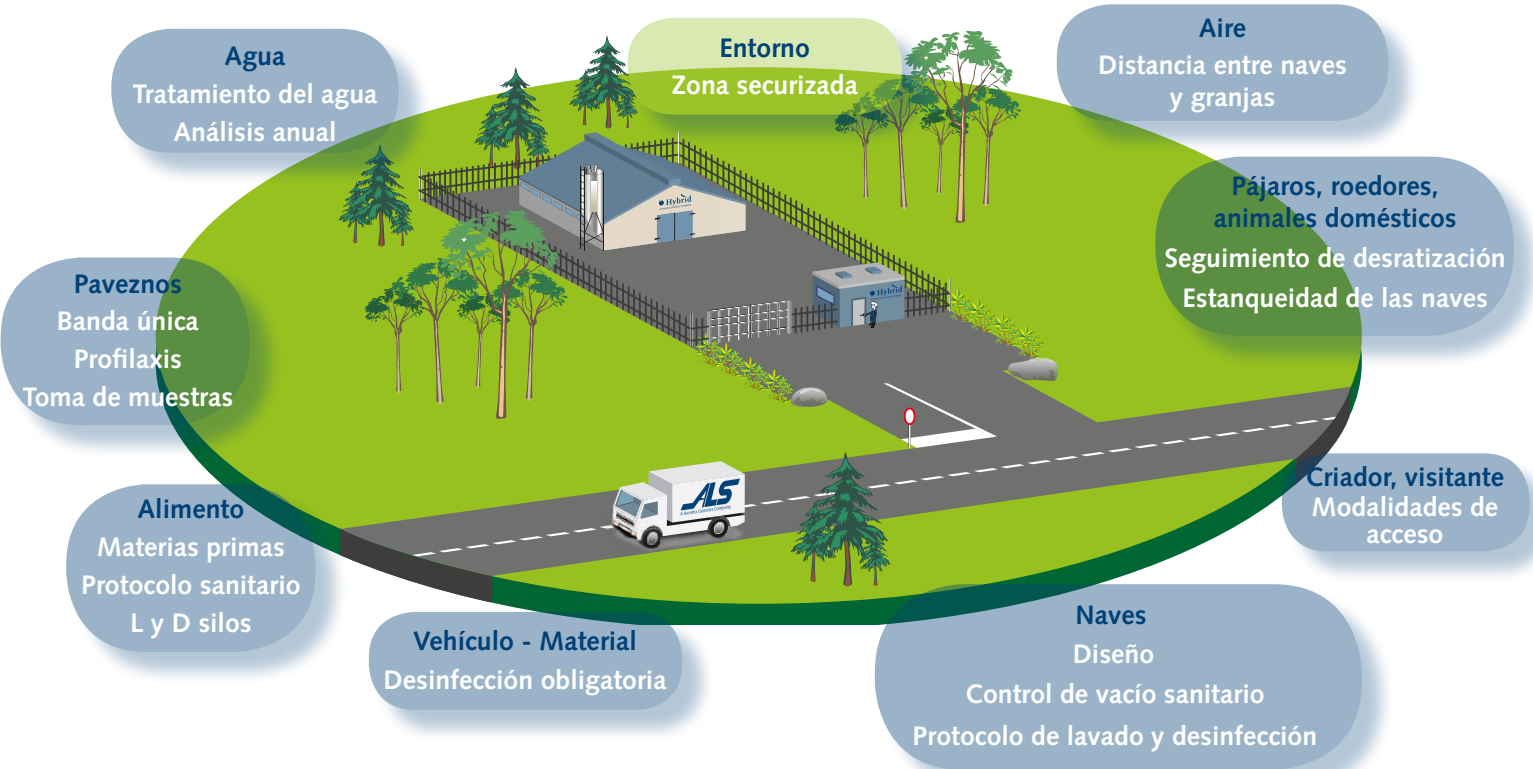 Agua
Tratamiento del agua
Análisis anual
Entorno
Zona securizada
Aire
Distancia entre naves
y granjas
Pájaros, roedores,
animales domésticos
Seguimiento de desratización
Estanqueidad de las naves
Hybrid
Hybrid
Paveznos
Banda única
Profilaxis
Toma de muestras
Alimento
Materias primas
Protocolo sanitario
L y D silos
ALS
A Hendrix Genetics Company
Criador, visitante
Modalidades de
acceso
Vehículo - Material
Desinfección obligatoria
Naves
Diseño
Control de vacío sanitario
Protocolo de lavado y desinfección